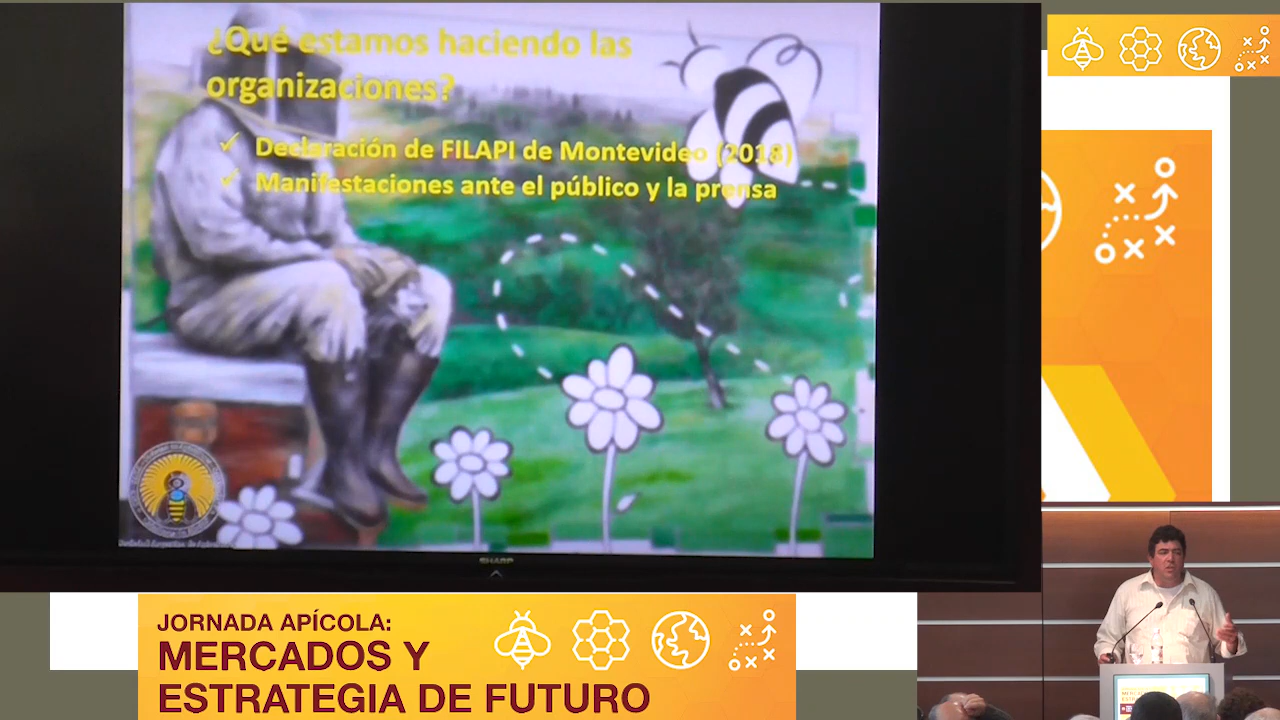 ¿Qué estamos haciendo las
organizaciones?
✓ Declaración de FILAPI de Montevideo (2018)
✓ Manifestaciones ante el público y la prensa
SHARP
JORNADA APÍCOLA:
MERCADOS Y
ESTRATEGIA DE FUTURO